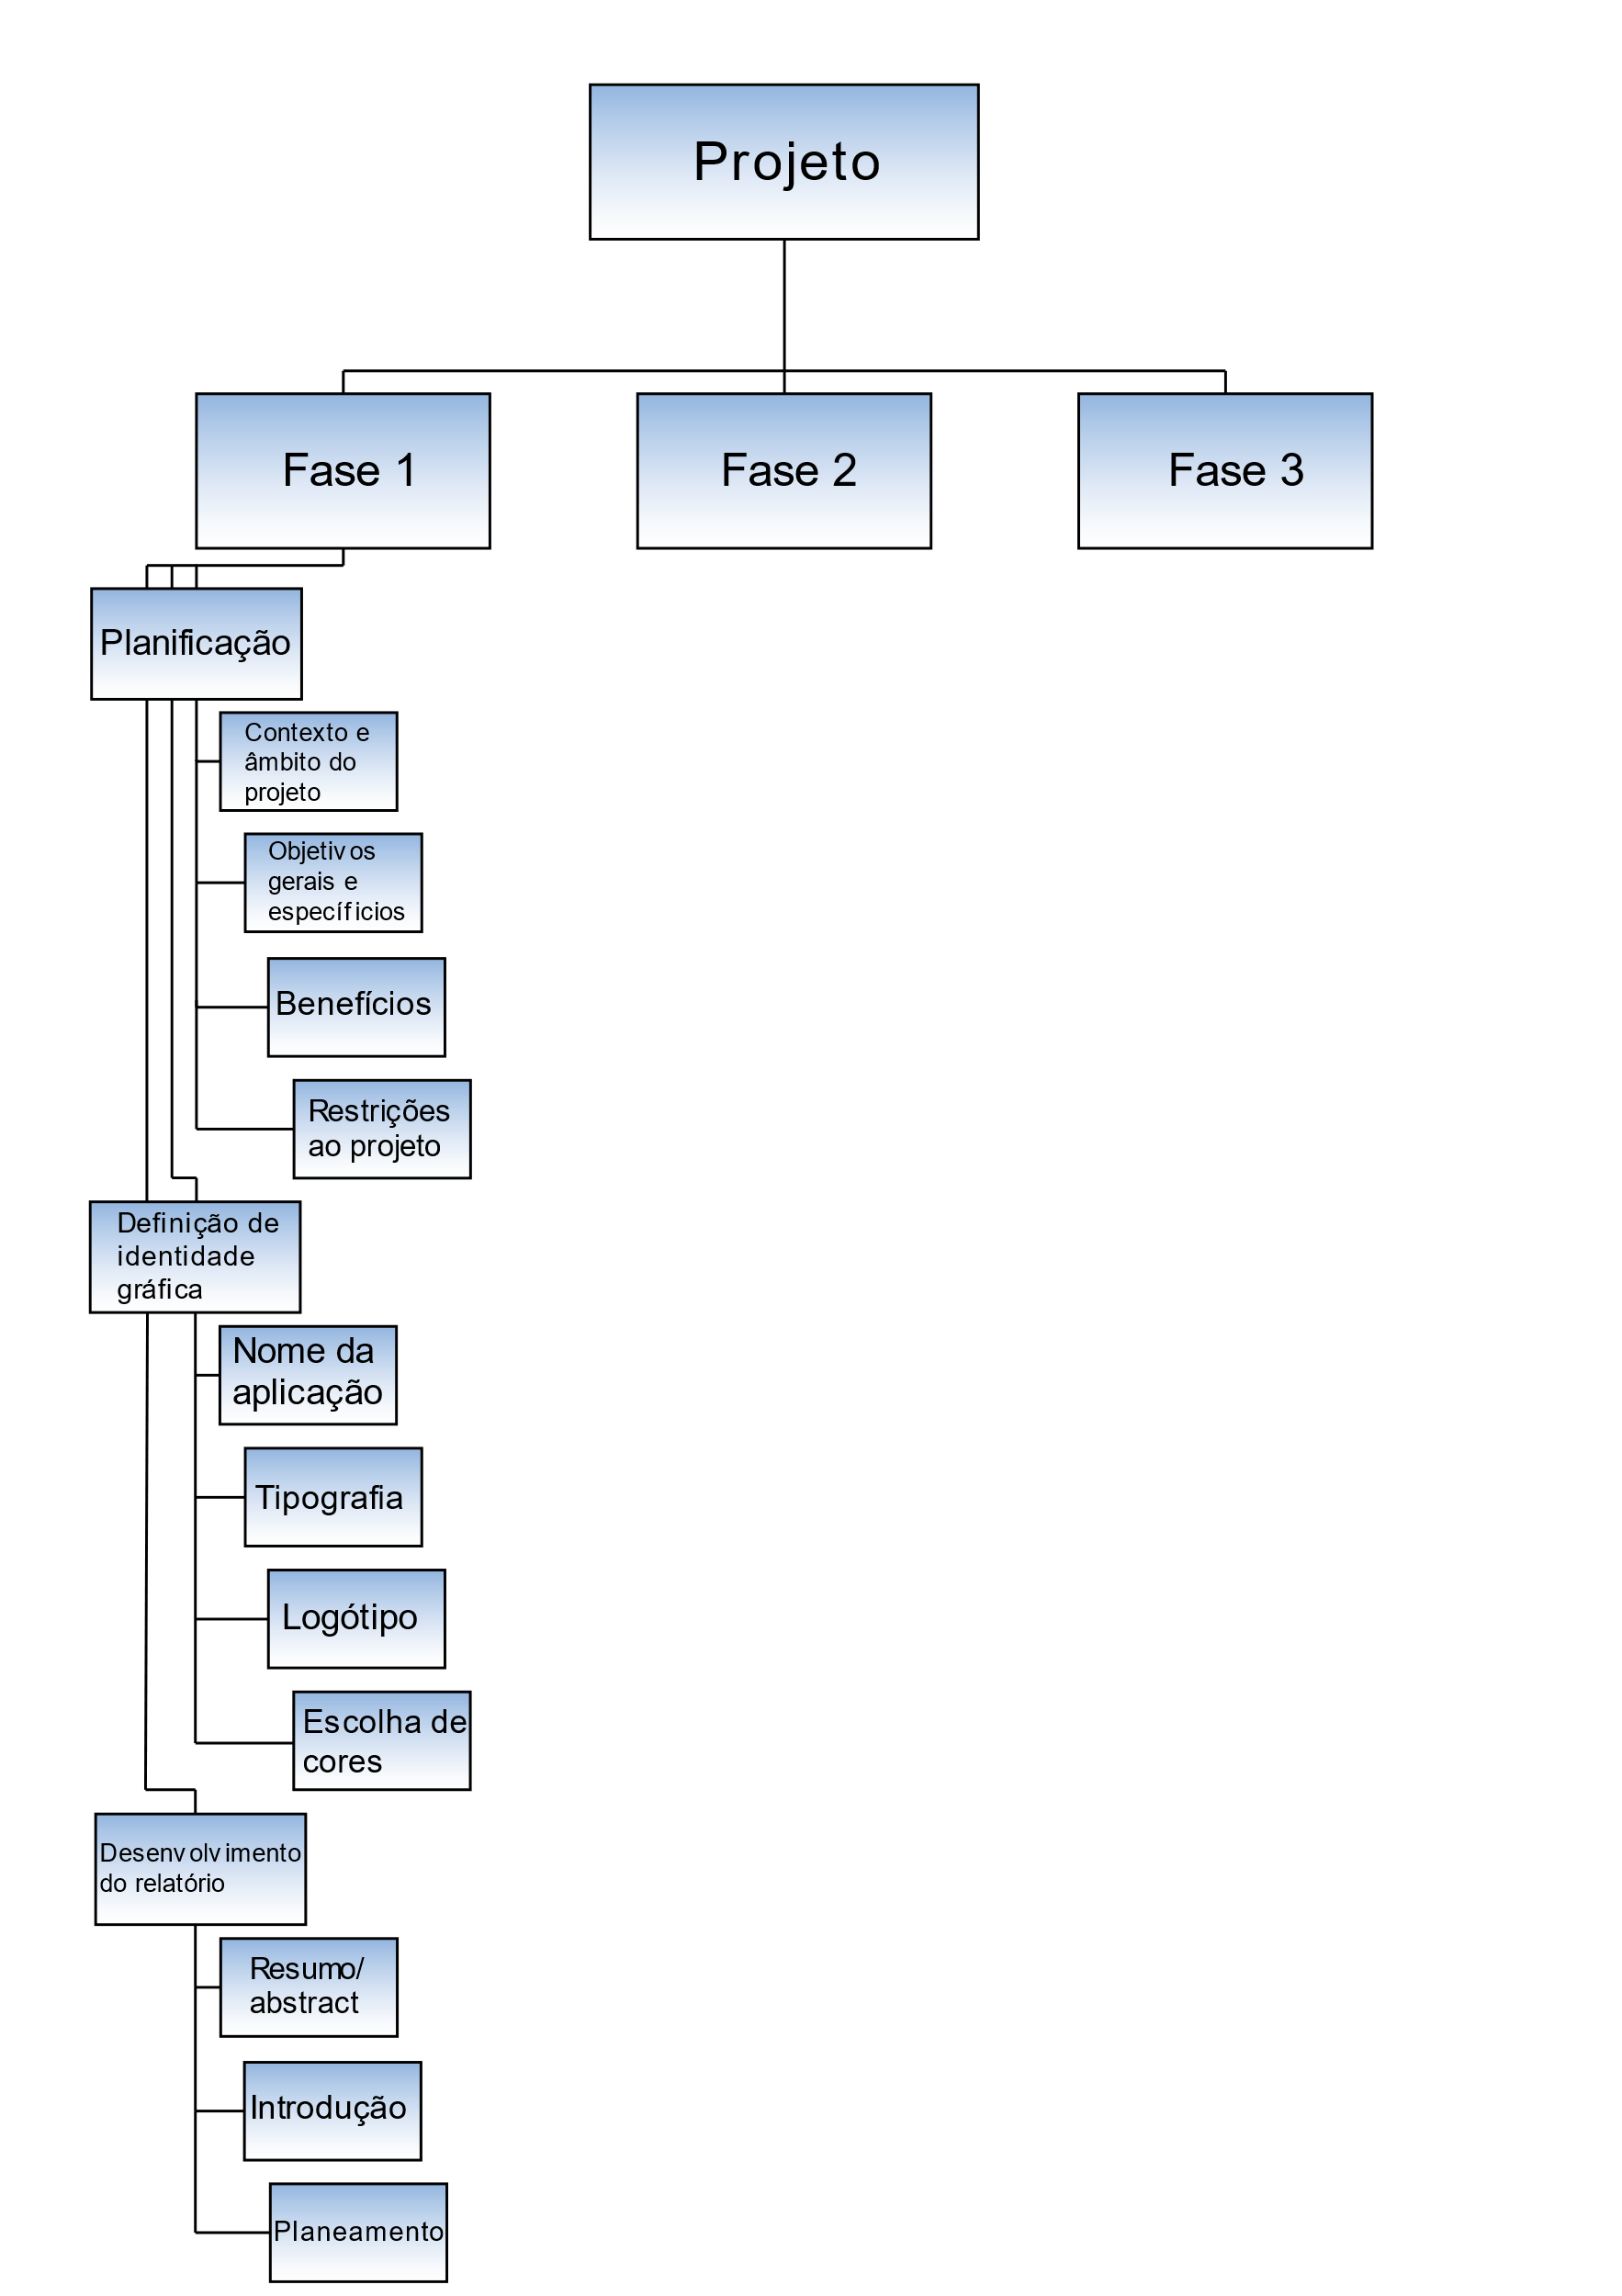 Projeto
Fase 1
Fase 2
Fase 3
Planificação
Contexto e
âmbito do
projeto
Objetivos
gerais e
específicios
Benefícios
Restrições
ao projeto
Definição de
identidade
gráfica
Nome da
aplicação
Tipografia
Logótipo
Escolha de
cores
Desenvolvimento
do relatório
Resumo/
abstract
Introdução
Planeamento